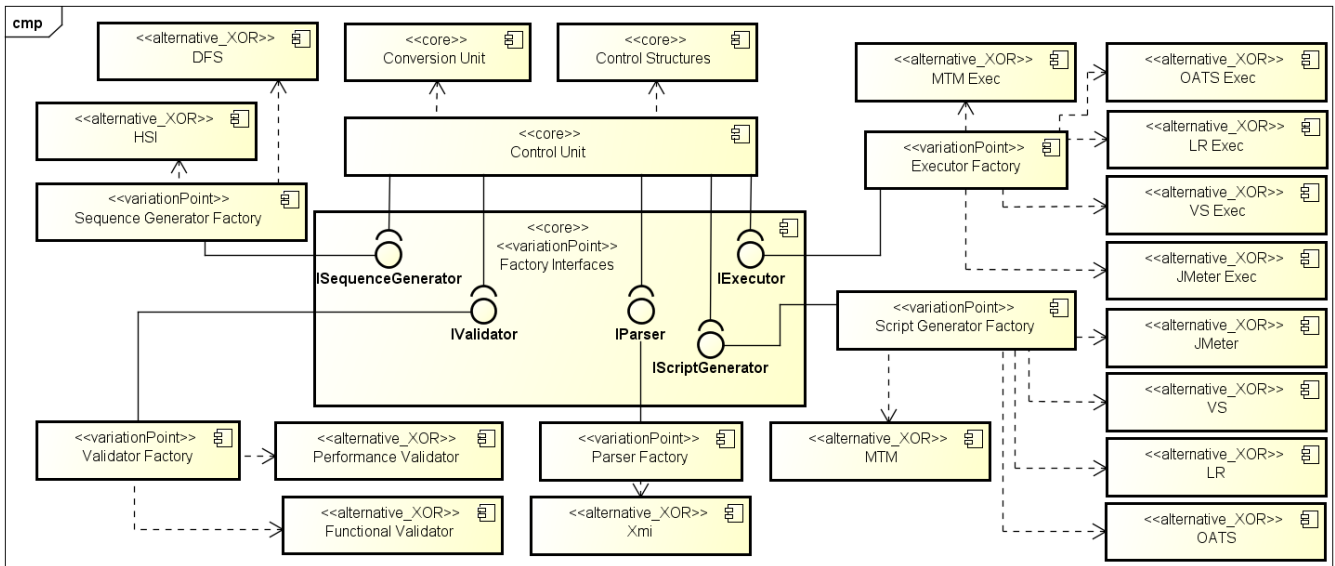 cmp
<<alternative_XOR>>
DFS
<<core>>
Conversion Unit
<<core>>
Control Structures
<<alternative_XOR>>
MTM Exec
<<alternative_XOR>>
OATS Exec
<<alternative_XOR>>
HSI
<<core>>
Control Unit
<<variationPoint>>
Executor Factory
<<alternative_XOR>>
LR Exec
<<variationPoint>>
Sequence Generator Factory
<<alternative_XOR>>
VS Exec
<<core>>
<<variationPoint>>
Factory Interfaces
ISequenceGenerator
IExecutor
<<alternative_XOR>>
JMeter Exec
IValidator
IParser
IScriptGenerator
<<variationPoint>>
Script Generator Factory
<<alternative_XOR>>
JMeter
<<alternative_XOR>>
VS
<<variationPoint>>
Validator Factory
<<alternative_XOR>>
Performance Validator
<<variationPoint>>
Parser Factory
<<alternative_XOR>>
MTM
<<alternative_XOR>>
LR
<<alternative_XOR>>
Functional Validator
<<alternative_XOR>>
Xmi
<<alternative_XOR>>
OATS